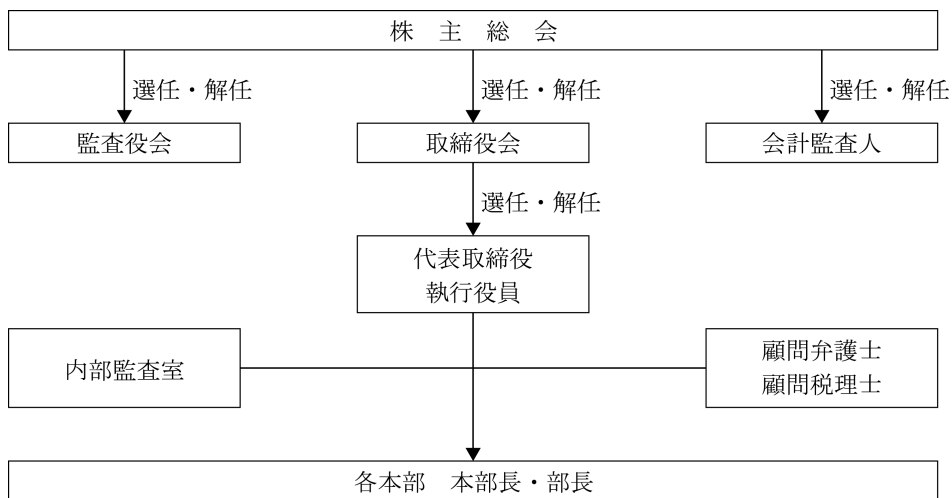 株　主　総　会
選任・解任
選任・解任
選任・解任
監査役会
取締役会
会計監査人
選任・解任
代表取締役
執行役員
内部監査室
顧問弁護士
顧問税理士
各本部　本部長・部長